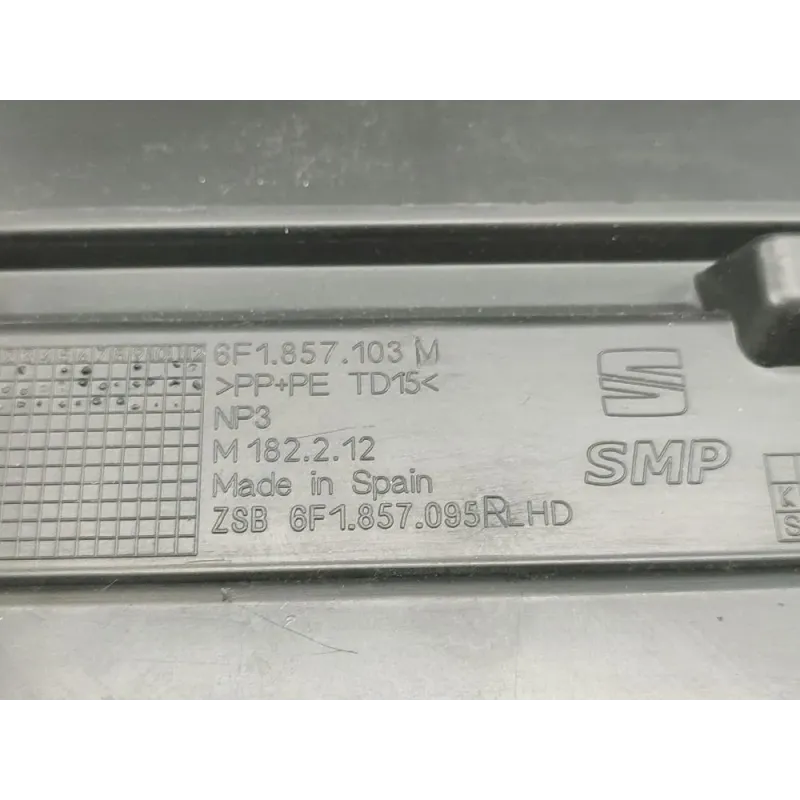 6F1.857.103 M
>PP+PE TD15<
NP3
M 182.2.12
Made in Spain
ZSB 6F1.857.095R LHD
SMP
K
S